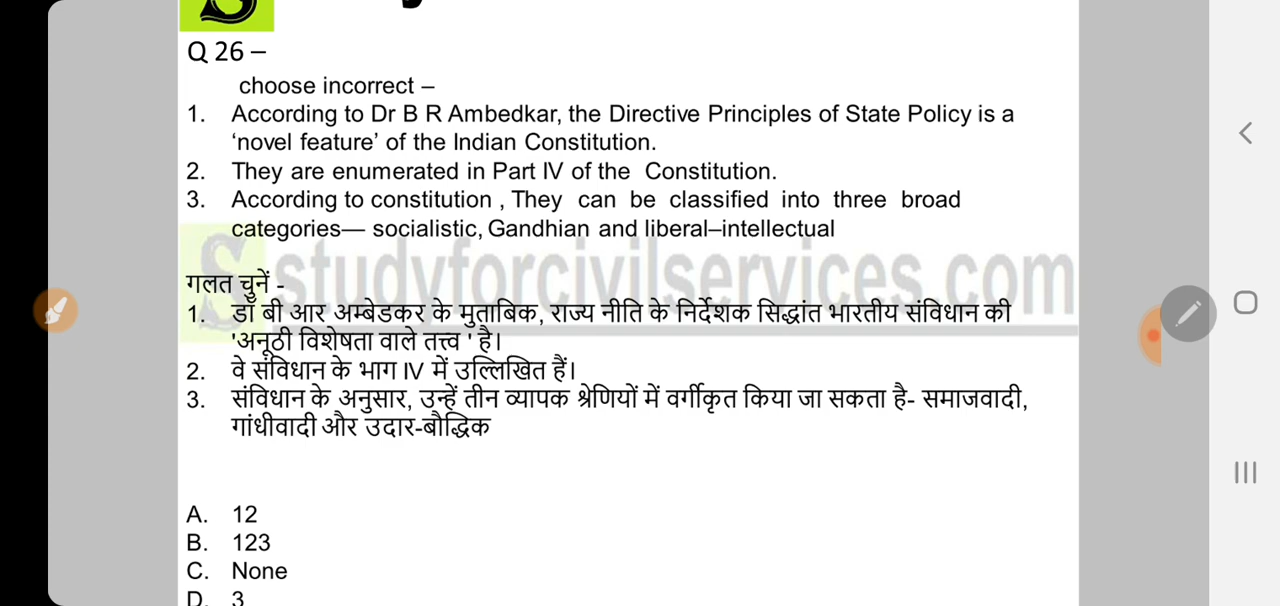 Q 26 –
choose incorrect –
1. According to Dr B R Ambedkar, the Directive Principles of State Policy is a
‘novel feature’ of the Indian Constitution.
2. They are enumerated in Part IV of the Constitution.
3. According to constitution , They can be classified into three broad
categories— socialistic, Gandhian and liberal–intellectual
studyforcivilservices.com
गलत चुनें -
1. डॉ बी आर अम्बेडकर के मुताबिक, राज्य नीति के निर्देशक सिद्धांत भारतीय संविधान की
'अनूठी विशेषता वाले तत्त्व ' है।
2. वे संविधान के भाग IV में उल्लिखित हैं।
3. संविधान के अनुसार, उन्हें तीन व्यापक श्रेणियों में वर्गीकृत किया जा सकता है- समाजवादी,
गांधीवादी और उदार-बौद्धिक
A. 12
B. 123
C. None
D. 3